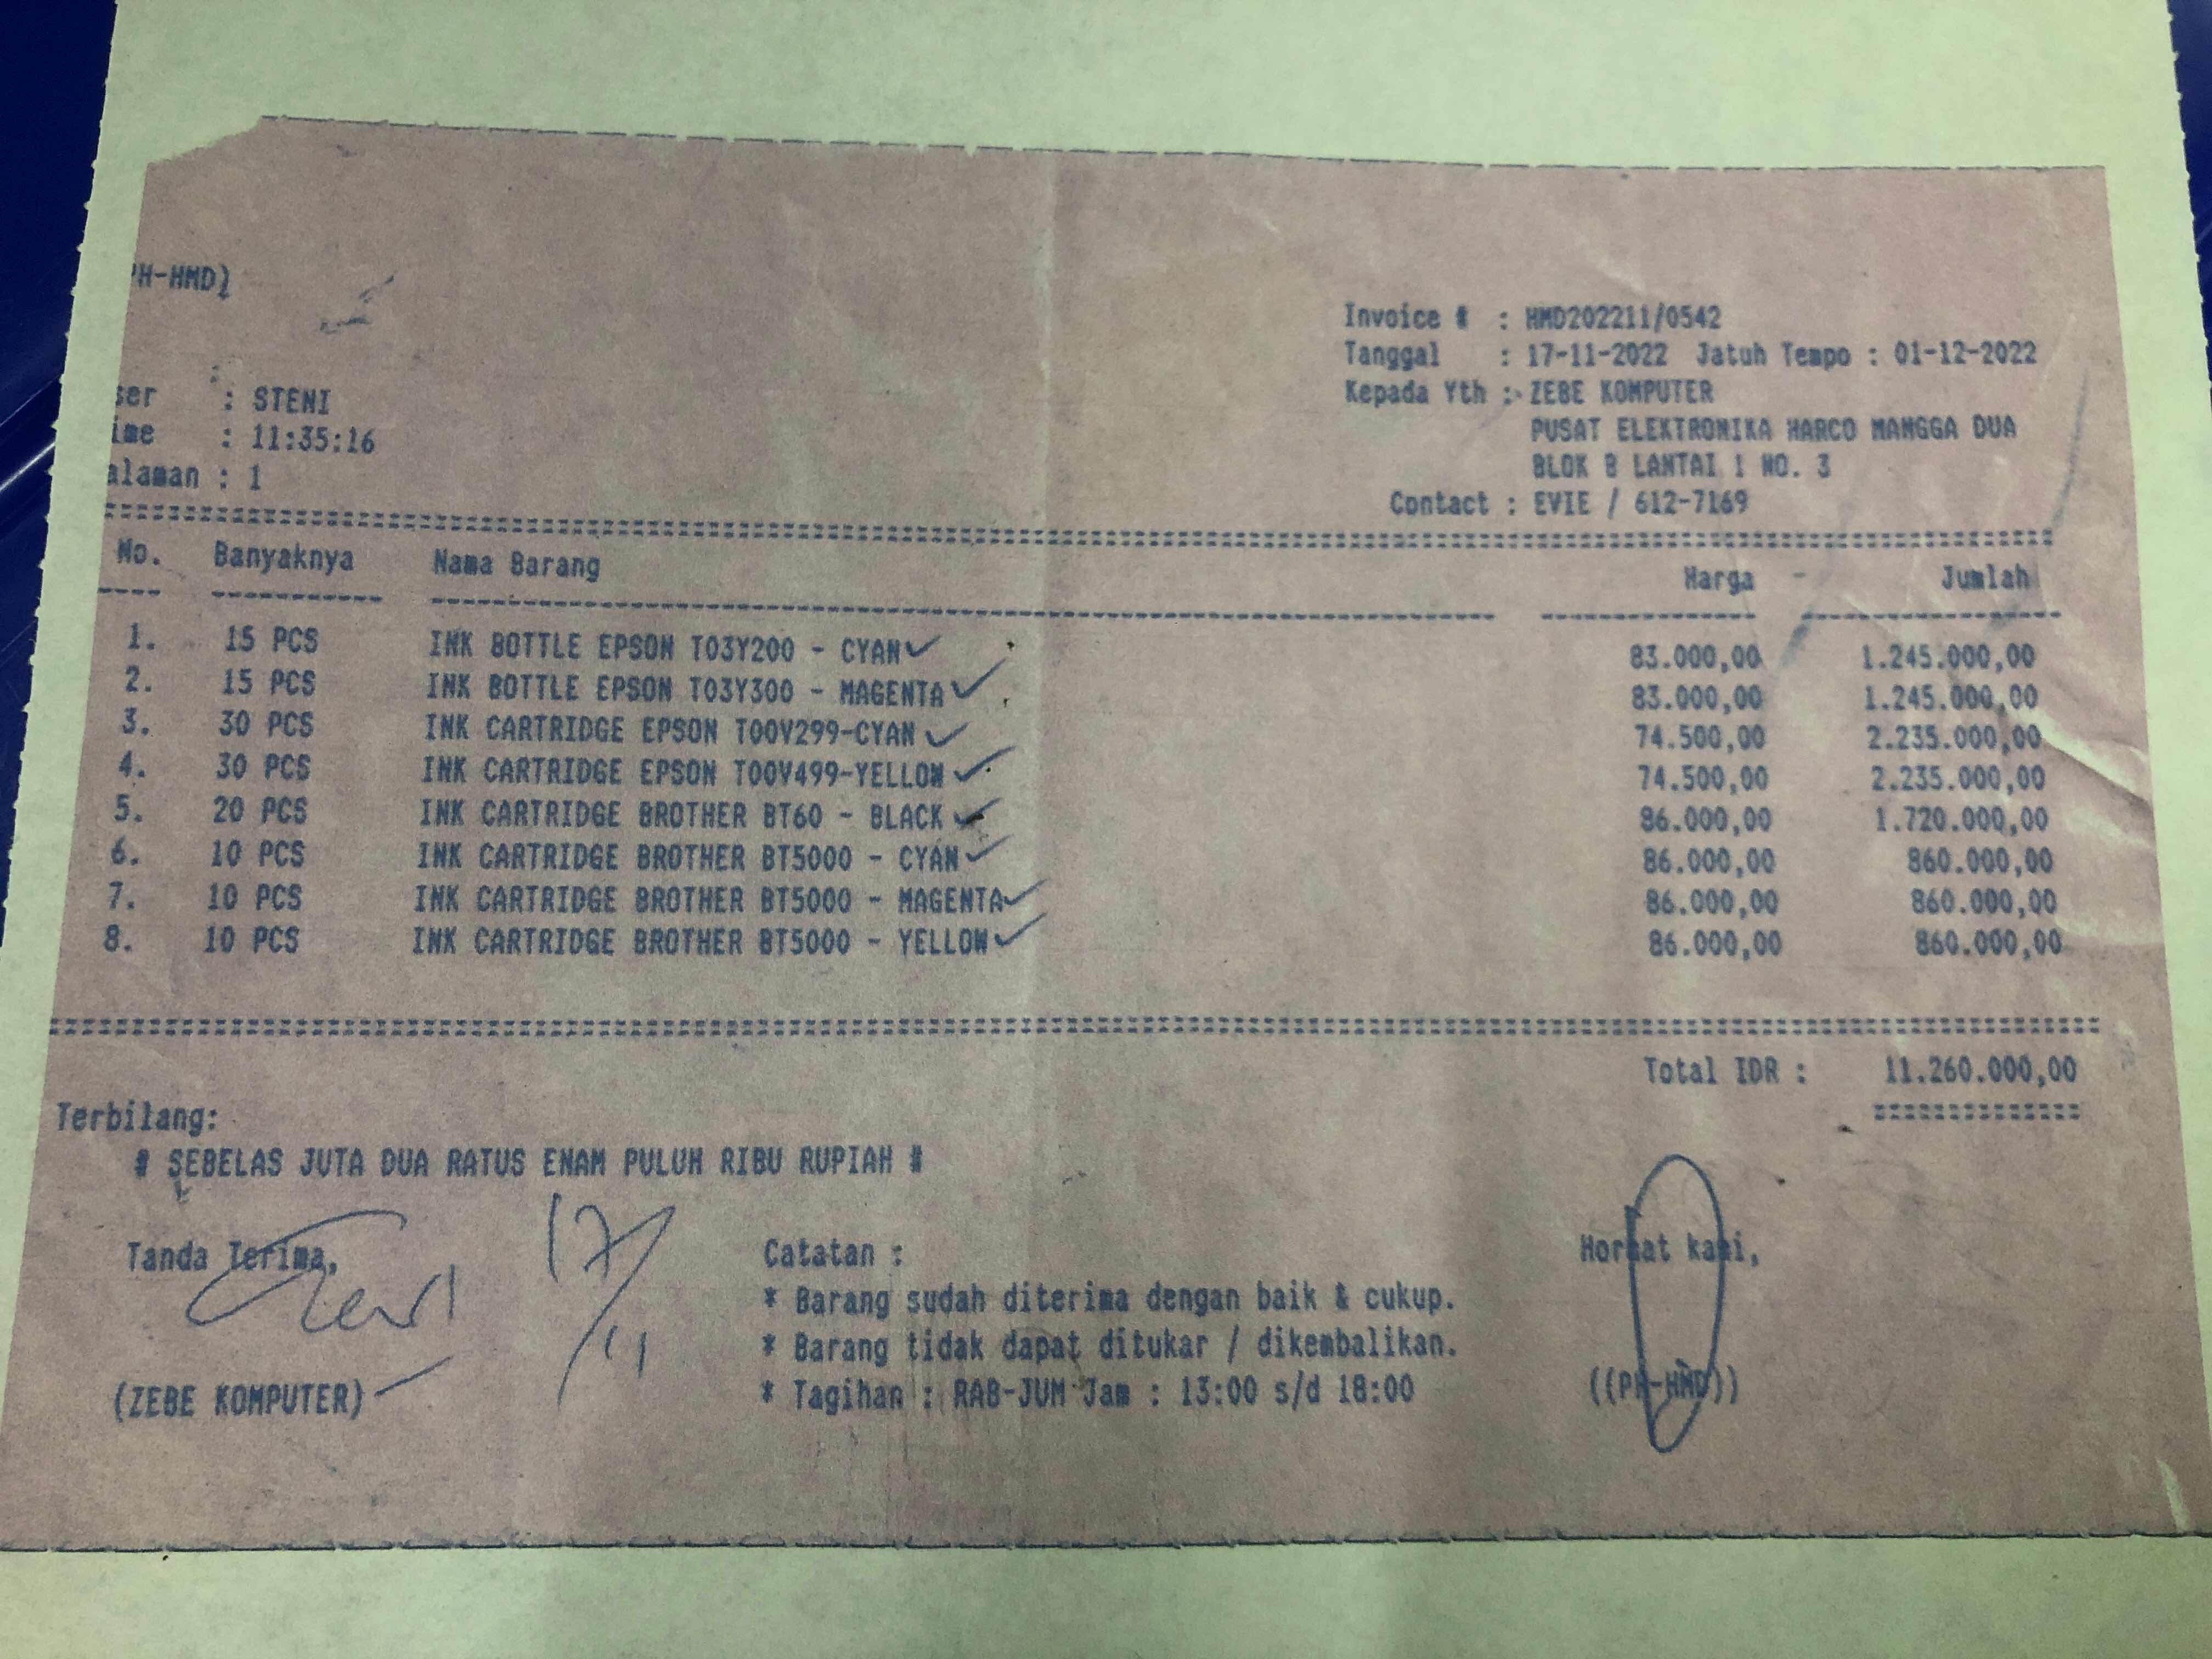 PH-HMD)
Invoice # : HMD202211/0542
Tanggal : 17-11-2022 Jatuh Tempo : 01-12-2022
ser : STENI
Kepada Yth : ZEBE KOMPUTER
ime : 11:35:16
PUSAT ELEKTRONIKA HARCO MANGGA DUA
alaman : 1
BLOK B LANTAI 1 NO. 3
Contact : EVIE / 612-7169
No. Banyaknya Nama Barang Harga Jumlah
1. 15 PCS INK BOTTLE EPSON T03Y200 - CYAN 83.000,00 1.245.000,00
2. 15 PCS INK BOTTLE EPSON T03Y300 - MAGENTA 83.000,00 1.245.000,00
3. 30 PCS INK CARTRIDGE EPSON T00V299-CYAN 74.500,00 2.235.000,00
4. 30 PCS INK CARTRIDGE EPSON T00V499-YELLOW 74.500,00 2.235.000,00
5. 20 PCS INK CARTRIDGE BROTHER BT60 - BLACK 86.000,00 1.720.000,00
6. 10 PCS INK CARTRIDGE BROTHER BT5000 - CYAN 86.000,00 860.000,00
7. 10 PCS INK CARTRIDGE BROTHER BT5000 - MAGENTA 86.000,00 860.000,00
8. 10 PCS INK CARTRIDGE BROTHER BT5000 - YELLOW 86.000,00 860.000,00
Total IDR : 11.260.000,00
Terbilang:
# SEBELAS JUTA DUA RATUS ENAM PULUH RIBU RUPIAH #
17/11
Tanda Terima,
Catatan :
Hormat kami,
* Barang sudah diterima dengan baik & cukup.
* Barang tidak dapat ditukar / dikembalikan.
* Tagihan : RAB-JUM Jam : 13:00 s/d 18:00
(ZEBE KOMPUTER)
((PH-HMD))